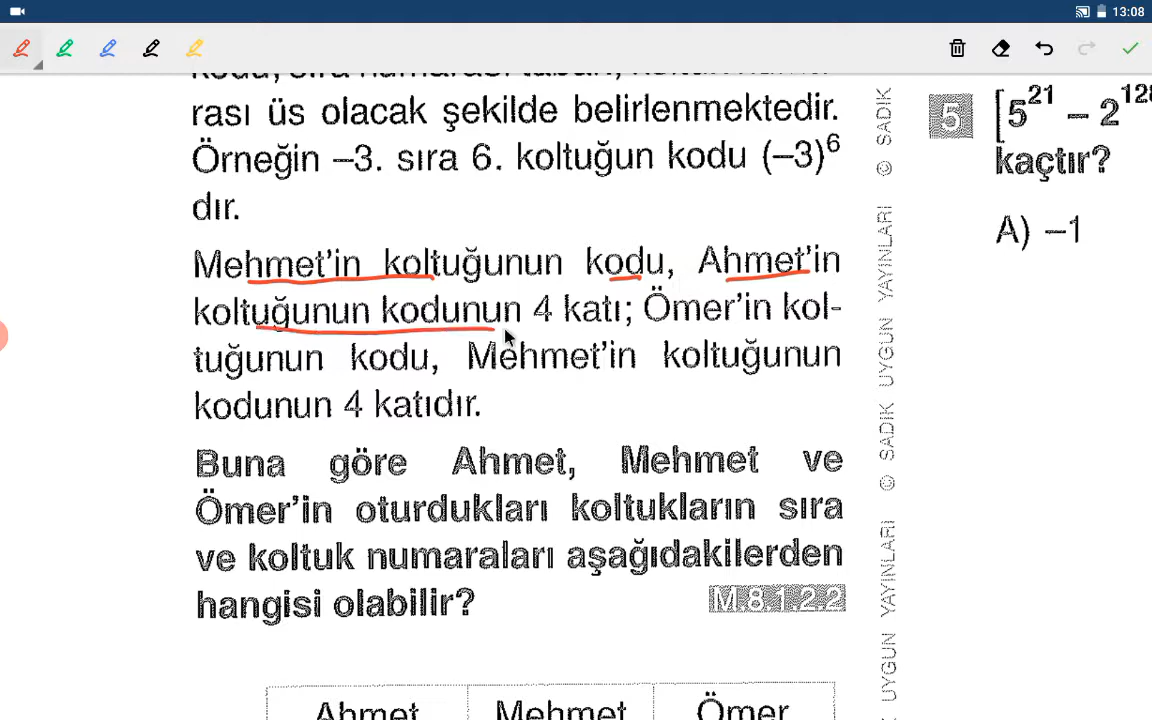 13:08
rası üs olacak şekilde belirlenmektedir.
Örneğin –3. sıra 6. koltuğun kodu (–3)⁶
dır.
Mehmet'in koltuğunun kodu, Ahmet'in
koltuğunun kodunun 4 katı; Ömer'in kol-
tuğunun kodu, Mehmet'in koltuğunun
kodunun 4 katıdır.
Buna göre Ahmet, Mehmet ve
Ömer'in oturdukları koltukların sıra
ve koltuk numaraları aşağıdakilerden
hangisi olabilir?
M.8.1.2.2
Ahmet Mehmet Ömer
© SADIK UYGUN YAYINLARI © SADIK
UYGUN YAYINLARI
5 [5²¹ – 2¹²⁸
kaçtır?
A) –1